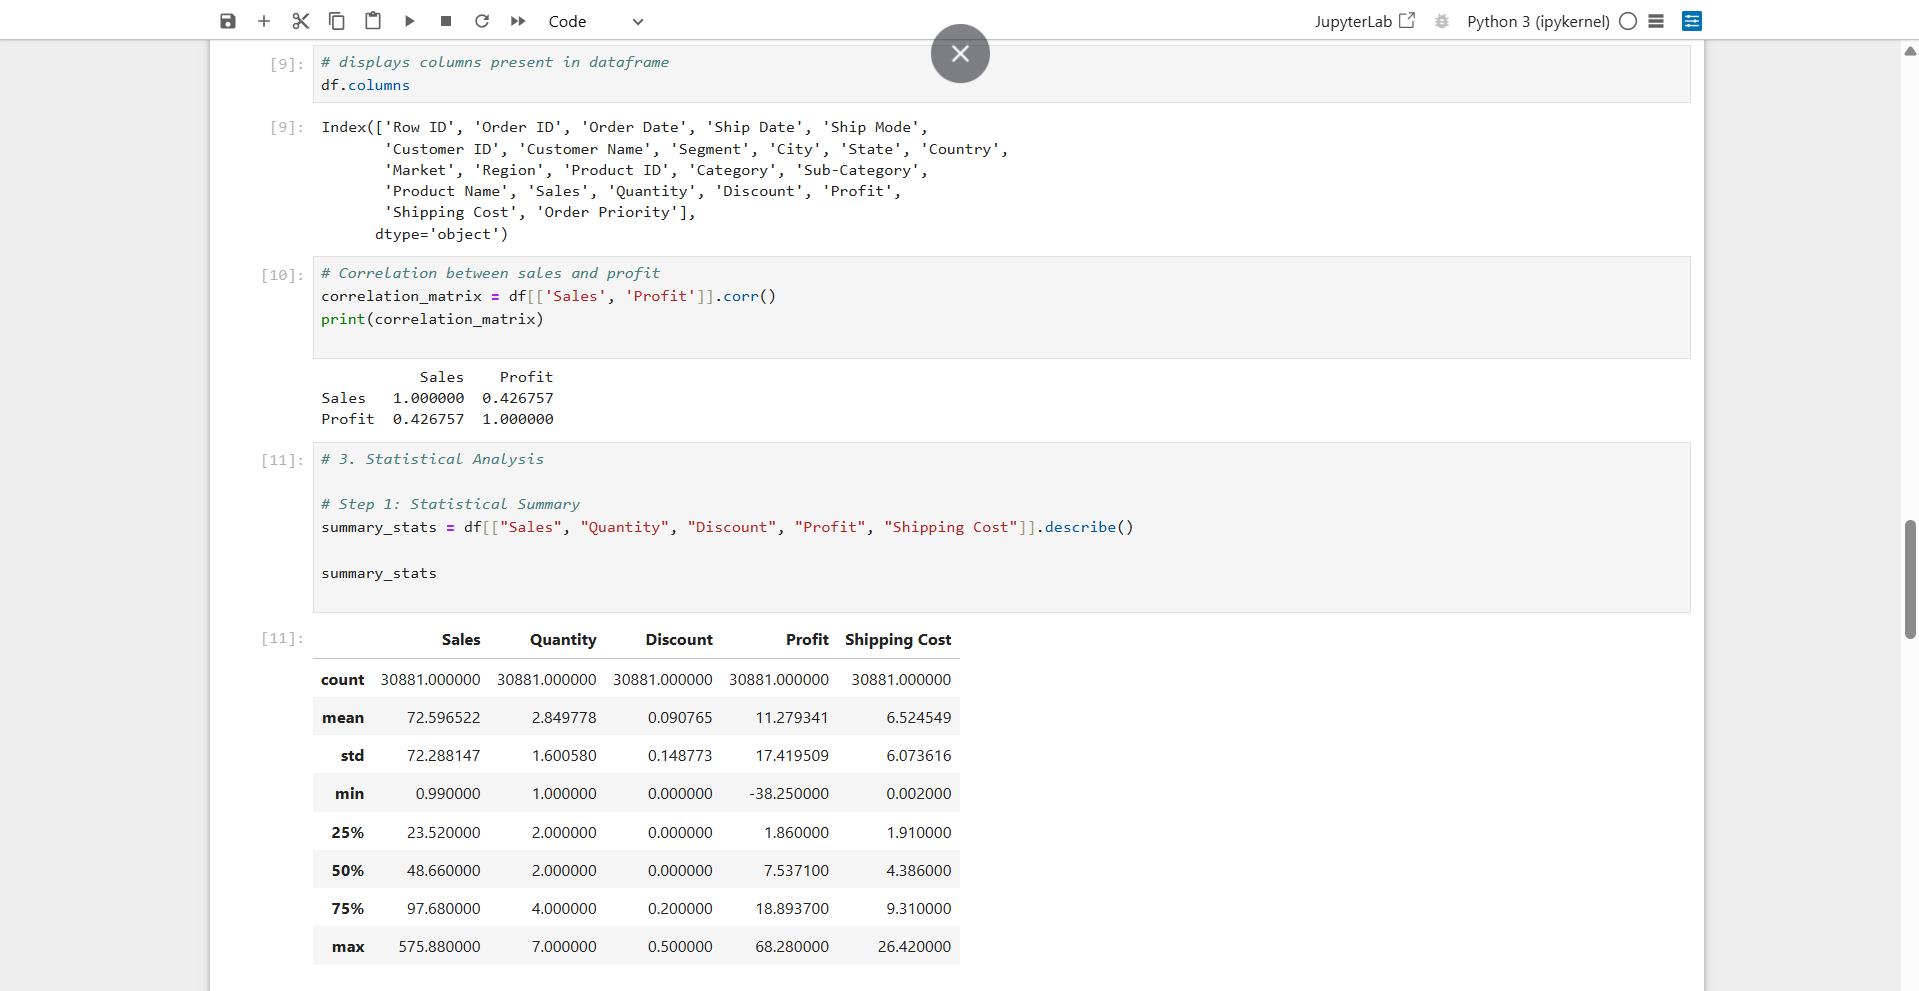 Code
JupyterLab
Python 3 (ipykernel)
[9]:
# displays columns present in dataframe
df.columns
[9]:
Index(['Row ID', 'Order ID', 'Order Date', 'Ship Date', 'Ship Mode',
'Customer ID', 'Customer Name', 'Segment', 'City', 'State', 'Country',
'Market', 'Region', 'Product ID', 'Category', 'Sub-Category',
'Product Name', 'Sales', 'Quantity', 'Discount', 'Profit',
'Shipping Cost', 'Order Priority'],
dtype='object')
[10]:
# Correlation between sales and profit
correlation_matrix = df[['Sales', 'Profit']].corr()
print(correlation_matrix)
Sales Profit
Sales 1.000000 0.426757
Profit 0.426757 1.000000
[11]:
# 3. Statistical Analysis
# Step 1: Statistical Summary
summary_stats = df[["Sales", "Quantity", "Discount", "Profit", "Shipping Cost"]].describe()
summary_stats
[11]:
Sales Quantity Discount Profit Shipping Cost
count 30881.000000 30881.000000 30881.000000 30881.000000 30881.000000
mean 72.596522 2.849778 0.090765 11.279341 6.524549
std 72.288147 1.600580 0.148773 17.419509 6.073616
min 0.990000 1.000000 0.000000 -38.250000 0.002000
25% 23.520000 2.000000 0.000000 1.860000 1.910000
50% 48.660000 2.000000 0.000000 7.537100 4.386000
75% 97.680000 4.000000 0.200000 18.893700 9.310000
max 575.880000 7.000000 0.500000 68.280000 26.420000